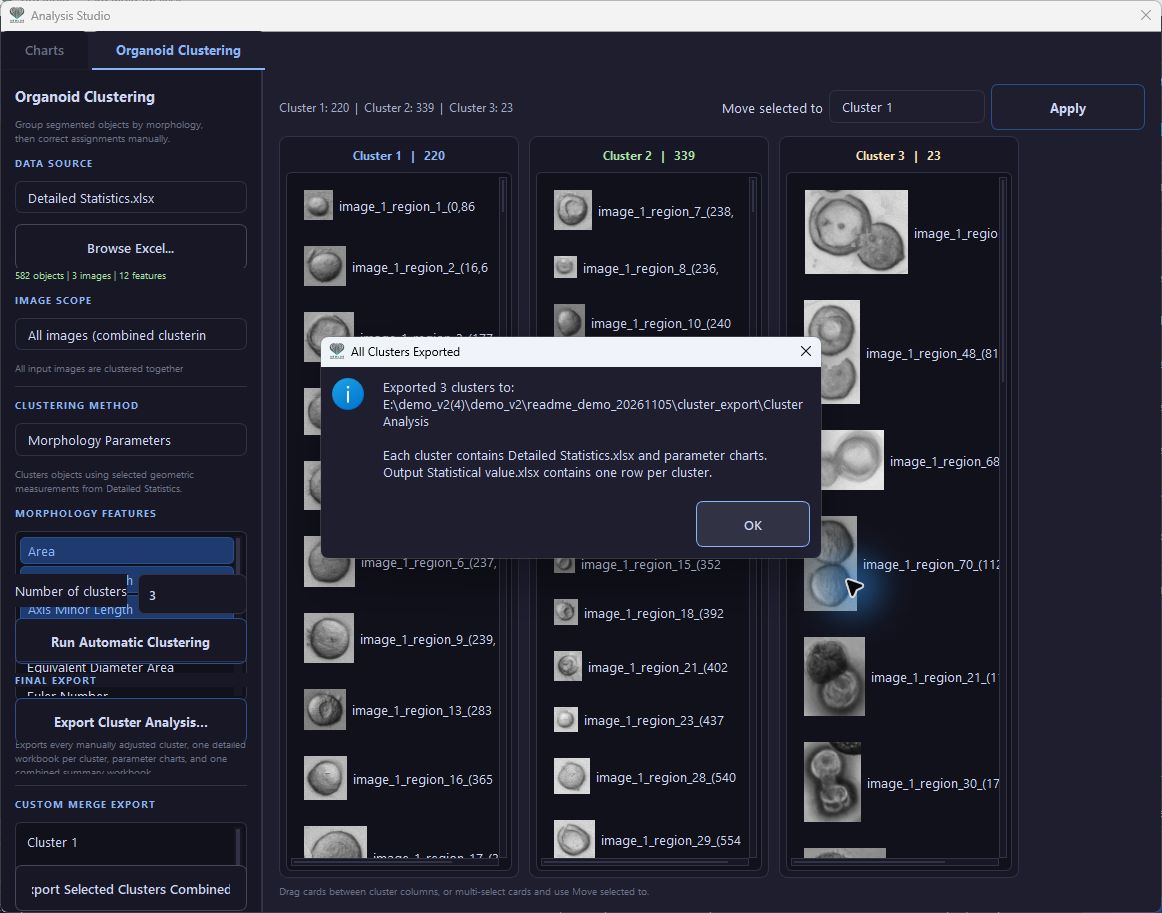 Analysis Studio
Charts
Organoid Clustering
Organoid Clustering
Group segmented objects by morphology,
then correct assignments manually.
DATA SOURCE
Detailed Statistics.xlsx
Browse Excel...
582 objects | 3 images | 12 features
IMAGE SCOPE
All images (combined clusterin
All input images are clustered together
CLUSTERING METHOD
Morphology Parameters
Clusters objects using selected geometric
measurements from Detailed Statistics.
MORPHOLOGY FEATURES
Area
Number of clusters
3
Axis Minor Length
Run Automatic Clustering
Equivalent Diameter Area
FINAL EXPORT
Euler Number
Export Cluster Analysis...
Exports every manually adjusted cluster, one detailed
workbook per cluster, parameter charts, and one
combined summary workbook
CUSTOM MERGE EXPORT
Cluster 1
port Selected Clusters Combined
Cluster 1: 220 | Cluster 2: 339 | Cluster 3: 23
Move selected to
Cluster 1
Apply
Cluster 1 | 220
image_1_region_1_(0,86
image_1_region_2_(16,6
image_1_region_6_(237,
image_1_region_9_(239,
image_1_region_13_(283
image_1_region_16_(365
image_1_region_17_(3
Cluster 2 | 339
image_1_region_7_(238,
image_1_region_8_(236,
image_1_region_10_(240
image_1_region_15_(352
image_1_region_18_(392
image_1_region_21_(402
image_1_region_23_(437
image_1_region_28_(540
image_1_region_29_(554
Cluster 3 | 23
image_1_regio
image_1_region_48_(81
image_1_region_68
image_1_region_70_(112
image_1_region_21_(1
image_1_region_30_(17
All Clusters Exported
Exported 3 clusters to:
E:\demo_v2(4)\demo_v2\readme_demo_20261105\cluster_export\Cluster
Analysis
Each cluster contains Detailed Statistics.xlsx and parameter charts.
Output Statistical value.xlsx contains one row per cluster.
OK
Drag cards between cluster columns, or multi-select cards and use Move selected to.